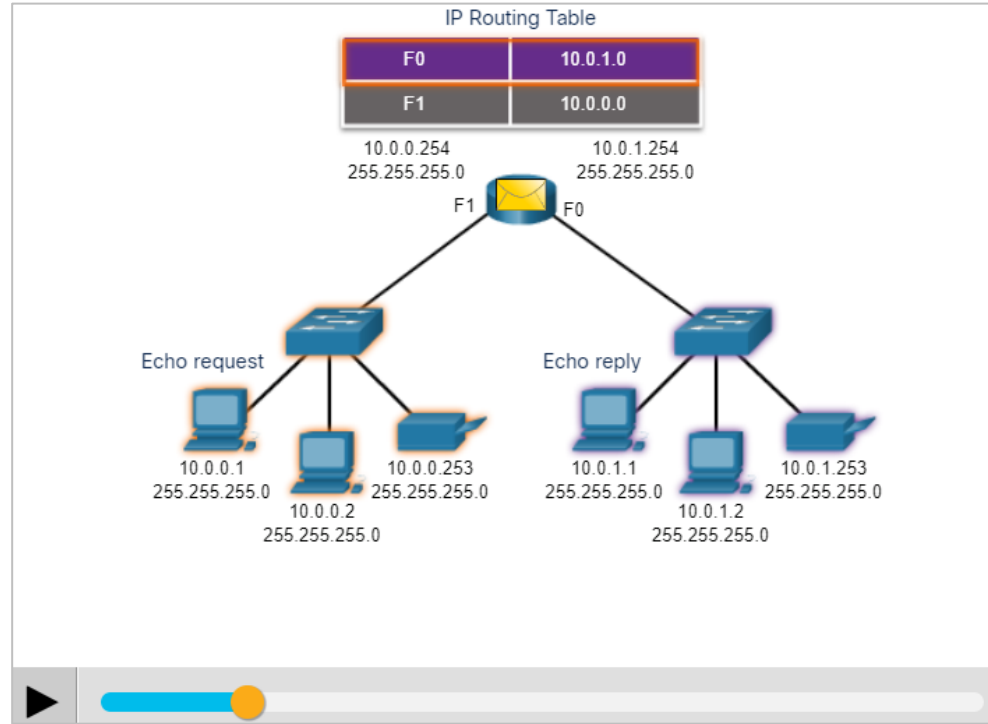 IP Routing Table
F0 10.0.1.0
F1 10.0.0.0
10.0.0.254 10.0.1.254
255.255.255.0 255.255.255.0
F1 F0
Echo request Echo reply
10.0.0.1 10.0.0.253 10.0.1.1 10.0.1.253
255.255.255.0 255.255.255.0 255.255.255.0 255.255.255.0
10.0.0.2 10.0.1.2
255.255.255.0 255.255.255.0